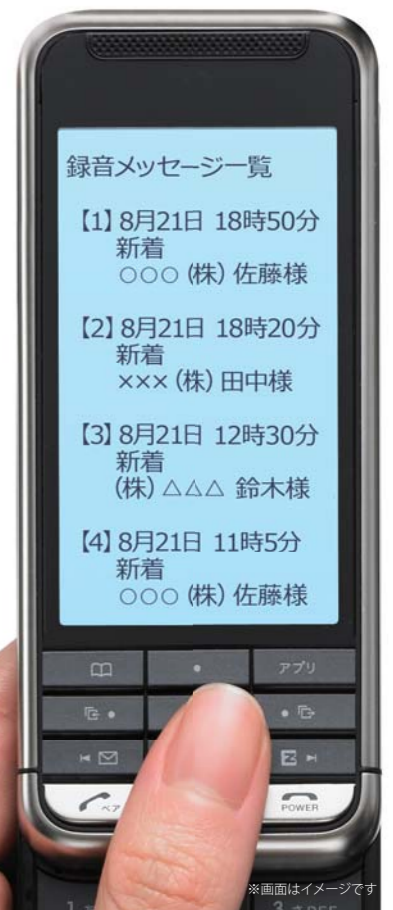 録音メッセージ一覧
【1】8月21日 18時50分
新着
○○○ (株) 佐藤様
【2】8月21日 18時20分
新着
××× (株) 田中様
【3】8月21日 12時30分
新着
(株) △△△ 鈴木様
【4】8月21日 11時5分
新着
○○○ (株) 佐藤様
アプリ
ペア
POWER
※画面はイメージです